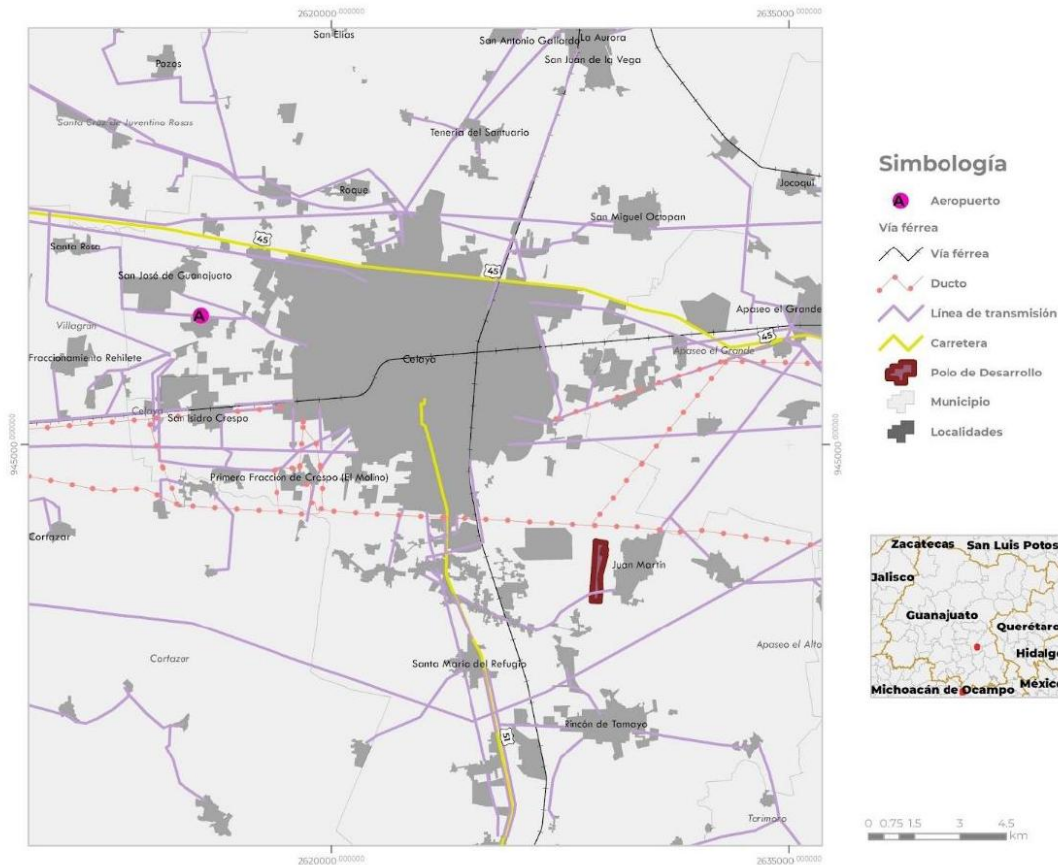 2620000.000000
2635000.000000
San Elías
San Antonio Gallardo
La Aurora
San Juan de la Vega
Pozos
Santa Cruz de Juventino Rosas
Tenería del Santuario
Roque
Jocoqui
San Miguel Octopan
45
Santa Rosa
45
San José de Guanajuato
A
Apaseo el Grande
Villagrán
45
Fraccionamiento Rehilete
Celaya
Apaseo el Grande
Celaya
San Isidro Crespo
945000.000000
945000.000000
Primera Fracción de Crespo (El Molino)
Cortazar
Juan Martín
Apaseo el Alto
Cortazar
Santa María del Refugio
Rincón de Tamayo
51
Tarimoro
2620000.000000
2635000.000000
Simbología
A Aeropuerto
Vía férrea
Vía férrea
Ducto
Línea de transmisión
Carretera
Polo de Desarrollo
Municipio
Localidades
Zacatecas San Luis Potos
Jalisco
Guanajuato
Querétaro
Hidalgo
México
Michoacán de Ocampo
0 0.75 1.5 3 4.5
km